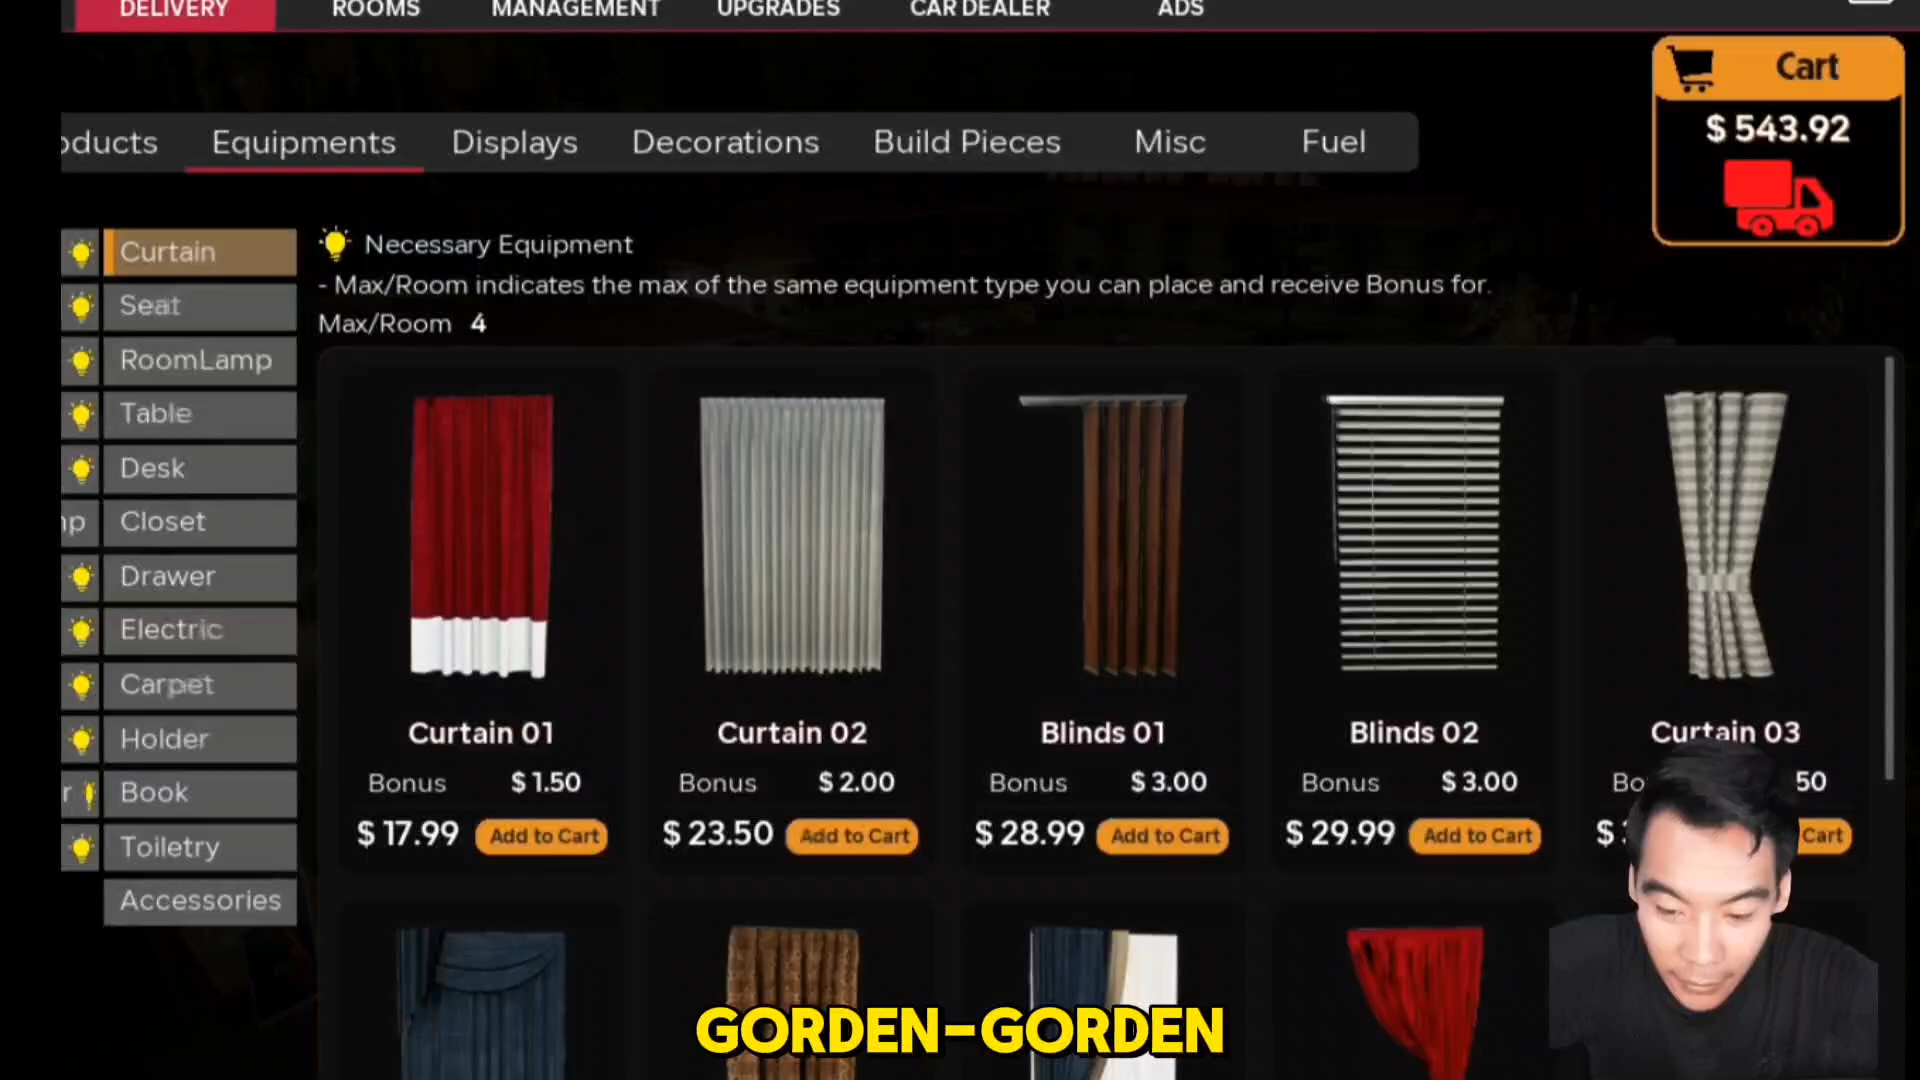 DELIVERY ROOMS MANAGEMENT UPGRADES CAR DEALER ADS
Cart
$ 543.92
oducts Equipments Displays Decorations Build Pieces Misc Fuel
Curtain
Seat
RoomLamp
Table
Desk
Closet
Drawer
Electric
Carpet
Holder
Book
Toiletry
Accessories
Necessary Equipment
- Max/Room indicates the max of the same equipment type you can place and receive Bonus for.
Max/Room 4
Curtain 01
Bonus $ 1.50
$ 17.99 Add to Cart
Curtain 02
Bonus $ 2.00
$ 23.50 Add to Cart
Blinds 01
Bonus $ 3.00
$ 28.99 Add to Cart
Blinds 02
Bonus $ 3.00
$ 29.99 Add to Cart
Curtain 03
50
Cart
GORDEN-GORDEN